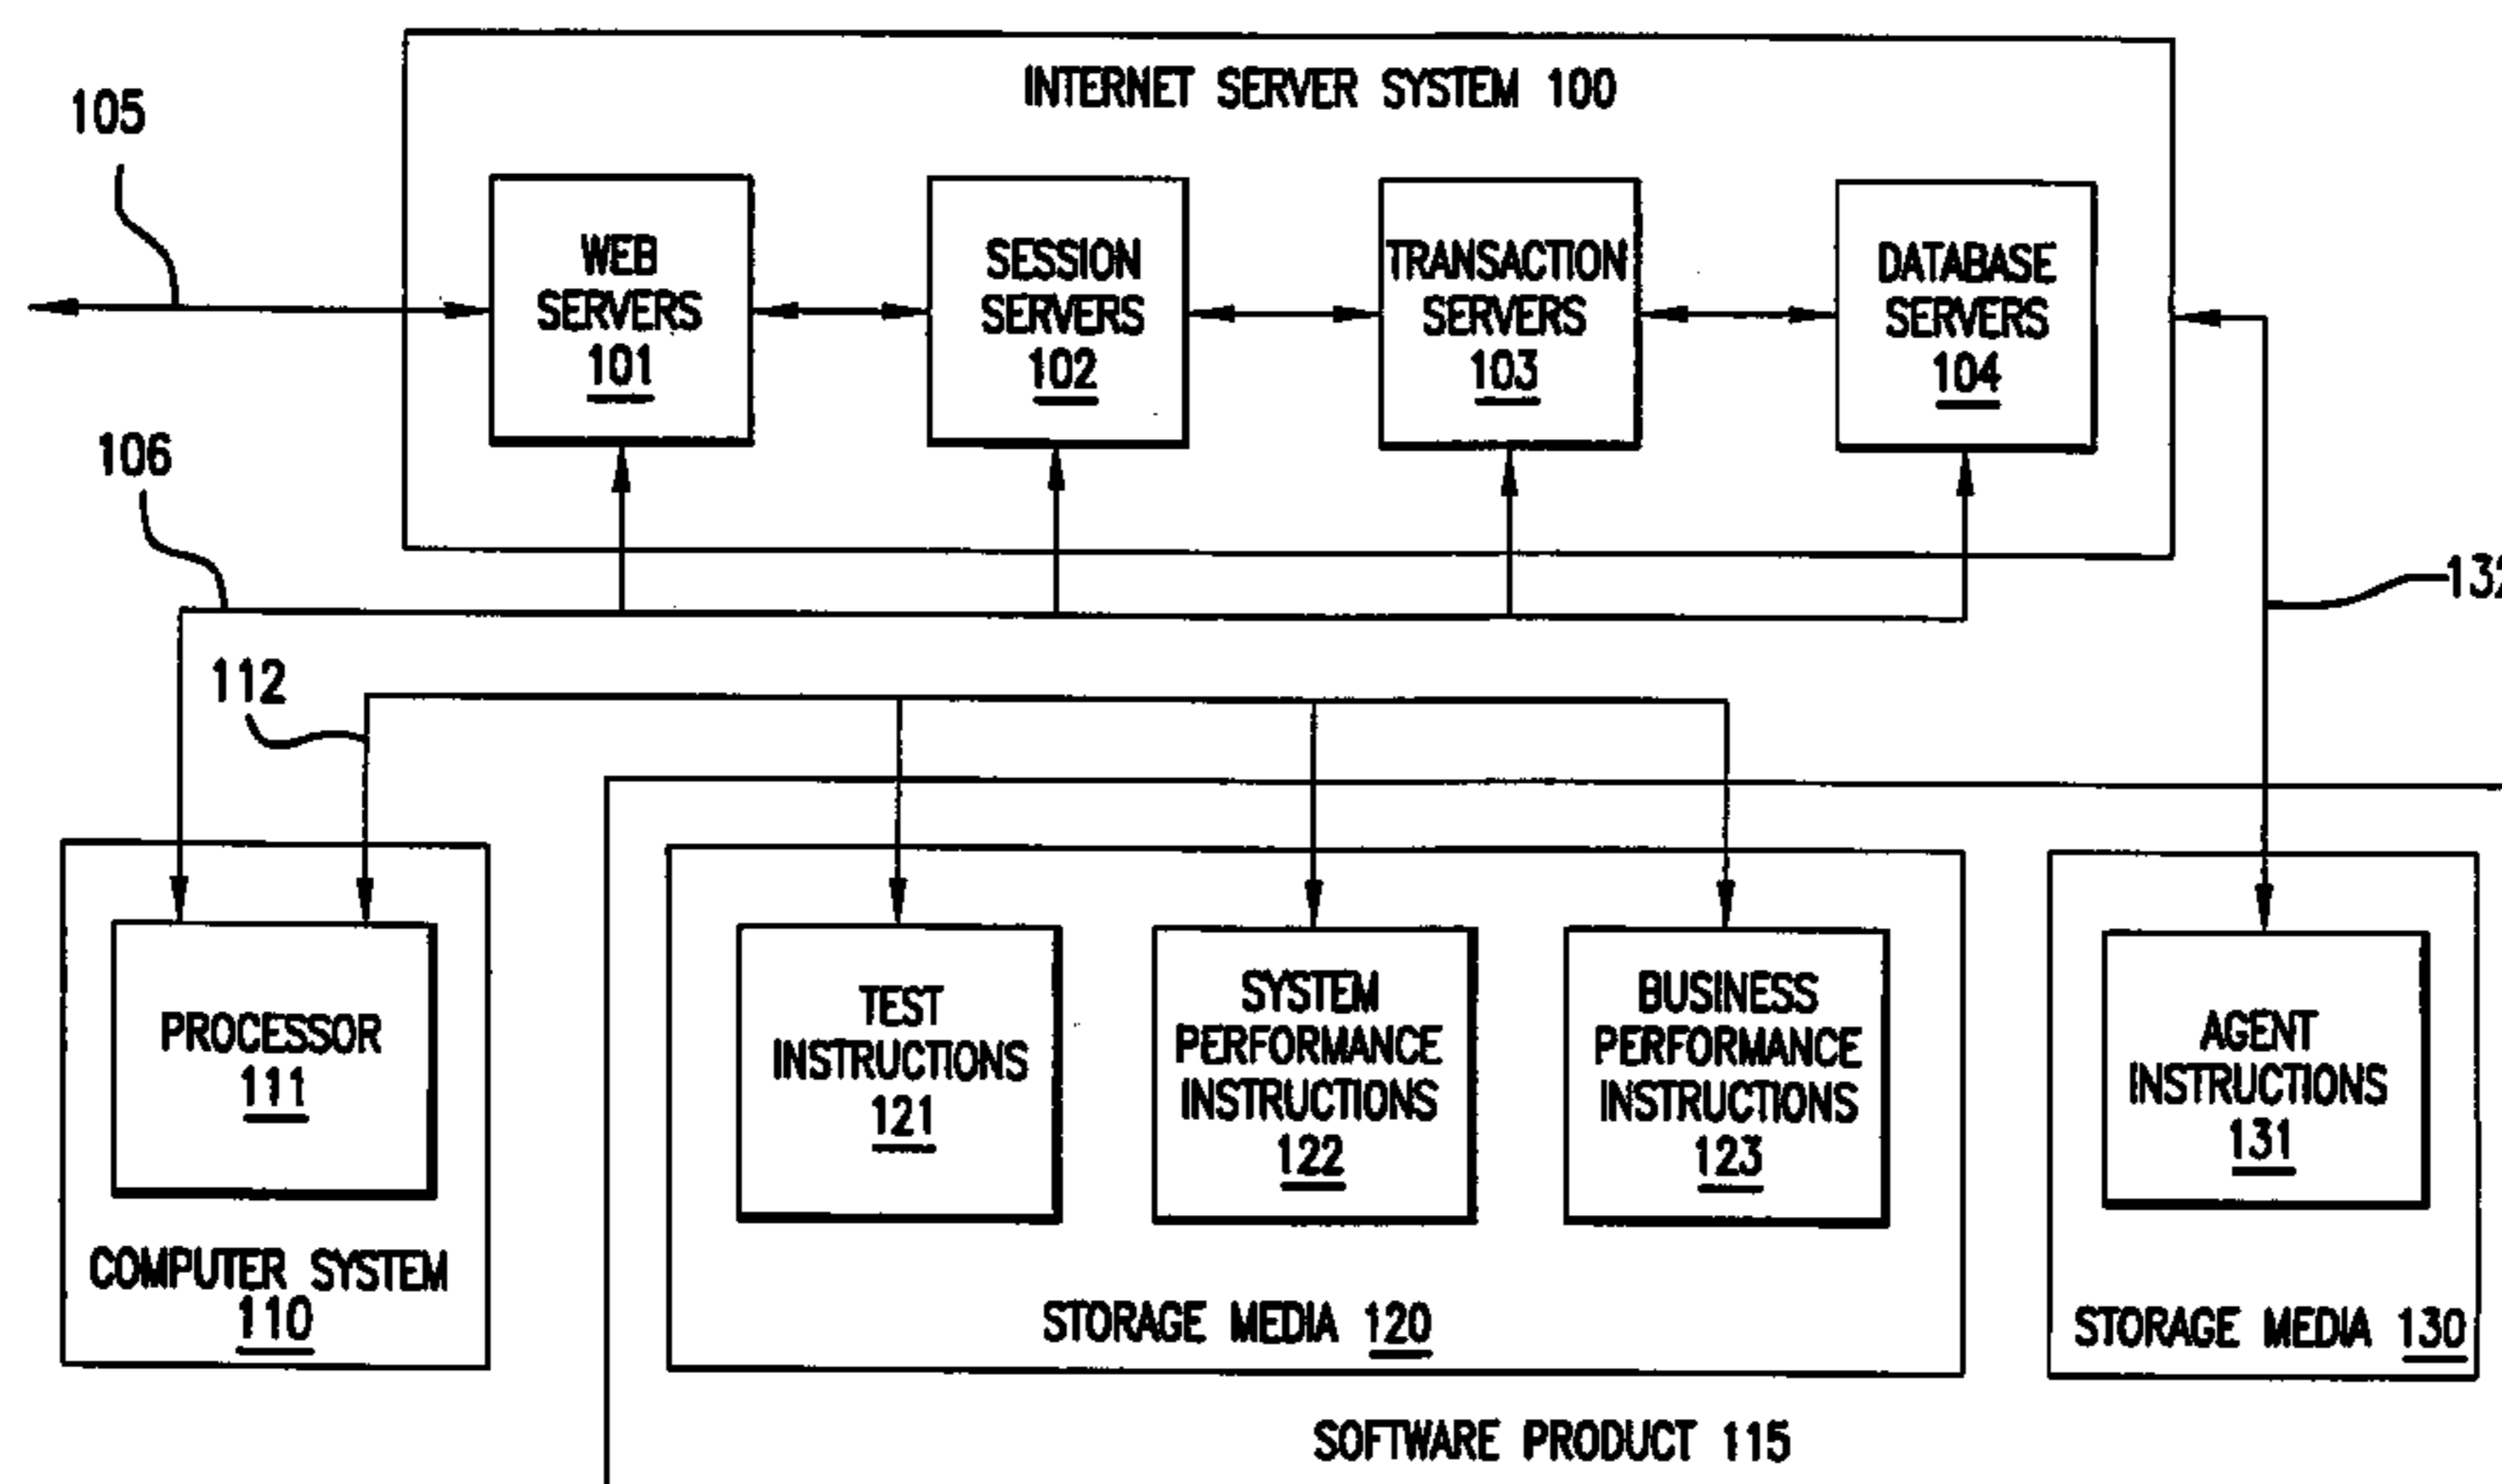 INTERNET SERVER SYSTEM 100
105
WEB
SERVERS
101
SESSION
SERVERS
102
TRANSACTION
SERVERS
103
DATABASE
SERVERS
104
106
132
112
PROCESSOR
111
COMPUTER SYSTEM
110
TEST
INSTRUCTIONS
121
SYSTEM
PERFORMANCE
INSTRUCTIONS
122
BUSINESS
PERFORMANCE
INSTRUCTIONS
123
STORAGE MEDIA 120
AGENT
INSTRUCTIONS
131
STORAGE MEDIA 130
SOFTWARE PRODUCT 115